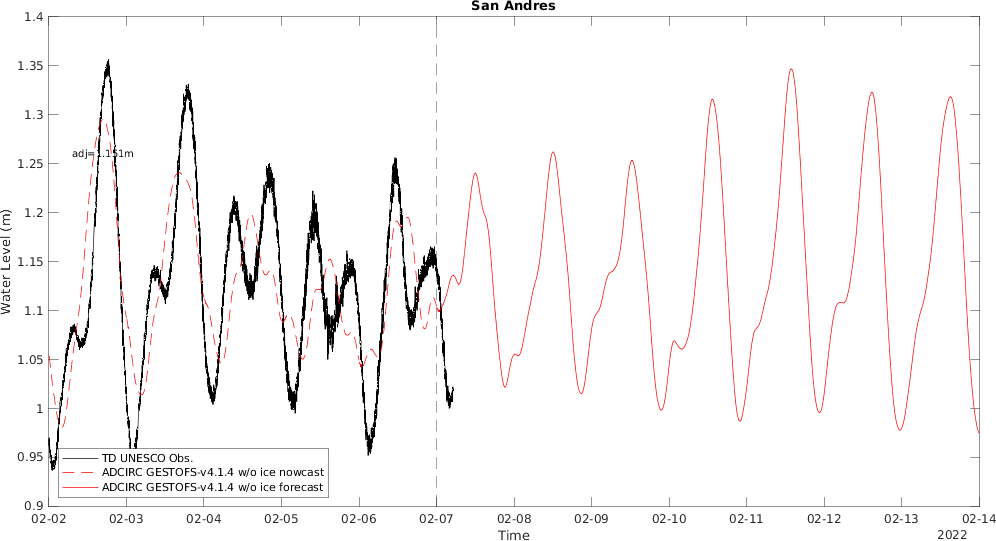 San Andres
1.4
1.35
1.3
1.25
1.2
1.15
1.1
1.05
1
0.95
0.9
Water Level (m)
adj=1.151m
TD UNESCO Obs.
ADCIRC GESTOFS-v4.1.4 w/o ice nowcast
ADCIRC GESTOFS-v4.1.4 w/o ice forecast
02-02 02-03 02-04 02-05 02-06 02-07 02-08 02-09 02-10 02-11 02-12 02-13 02-14
Time
2022